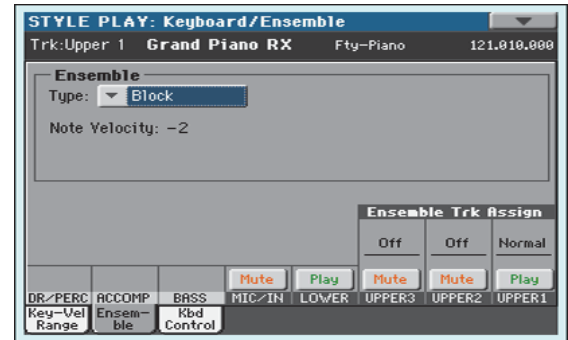 STYLE PLAY: Keyboard/Ensemble
Trk:Upper 1 Grand Piano RX Fty-Piano 121.010.000
Ensemble
Type: Block
Note Velocity: -2
Ensemble Trk Assign
Off Off Normal
Mute Play Mute Mute Play
DR/PERC ACCOMP BASS MIC/IN LOWER UPPER3 UPPER2 UPPER1
Key-Vel Ensem- Kbd
Range ble Control